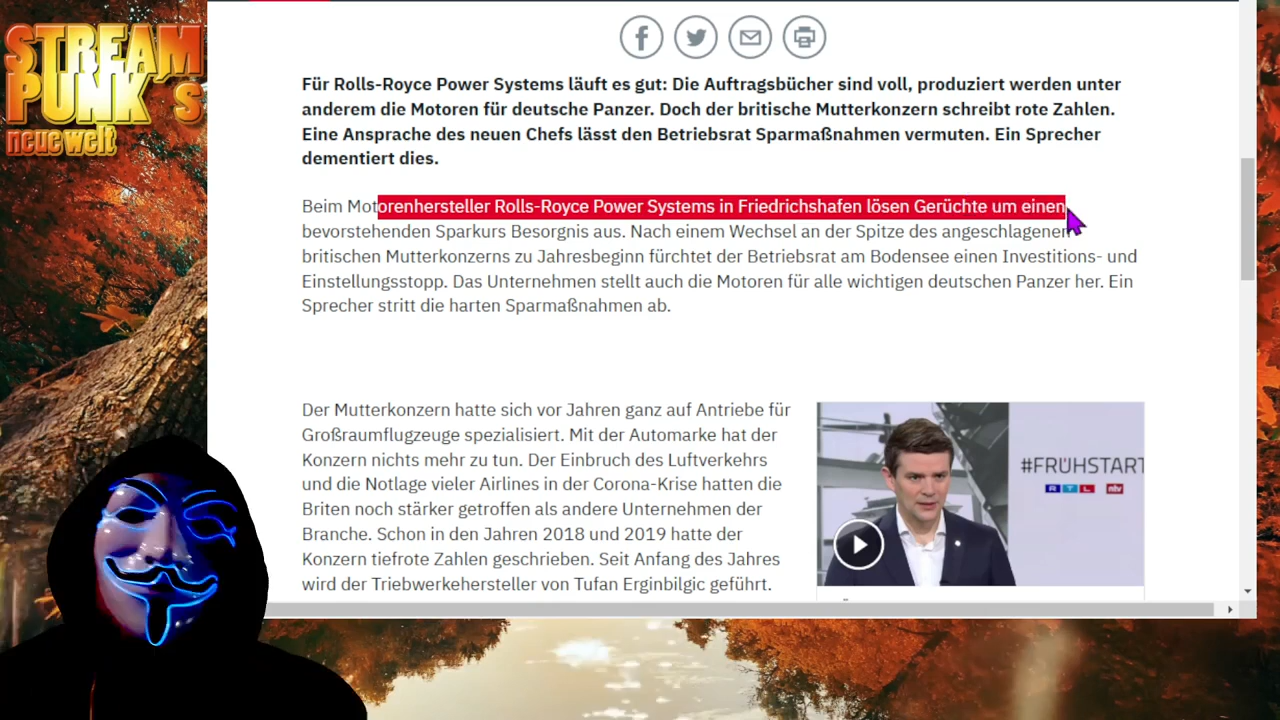 STREAM
PUNK´s
neue welt
Für Rolls-Royce Power Systems läuft es gut: Die Auftragsbücher sind voll, produziert werden unter
anderem die Motoren für deutsche Panzer. Doch der britische Mutterkonzern schreibt rote Zahlen.
Eine Ansprache des neuen Chefs lässt den Betriebsrat Sparmaßnahmen vermuten. Ein Sprecher
dementiert dies.
Beim Motorenhersteller Rolls-Royce Power Systems in Friedrichshafen lösen Gerüchte um einen
bevorstehenden Sparkurs Besorgnis aus. Nach einem Wechsel an der Spitze des angeschlagenen
britischen Mutterkonzerns zu Jahresbeginn fürchtet der Betriebsrat am Bodensee einen Investitions- und
Einstellungsstopp. Das Unternehmen stellt auch die Motoren für alle wichtigen deutschen Panzer her. Ein
Sprecher stritt die harten Sparmaßnahmen ab.
Der Mutterkonzern hatte sich vor Jahren ganz auf Antriebe für
Großraumflugzeuge spezialisiert. Mit der Automarke hat der
Konzern nichts mehr zu tun. Der Einbruch des Luftverkehrs
und die Notlage vieler Airlines in der Corona-Krise hatten die
Briten noch stärker getroffen als andere Unternehmen der
Branche. Schon in den Jahren 2018 und 2019 hatte der
Konzern tiefrote Zahlen geschrieben. Seit Anfang des Jahres
wird der Triebwerkehersteller von Tufan Erginbilgic geführt.
#FRÜHSTART
RTL ntv